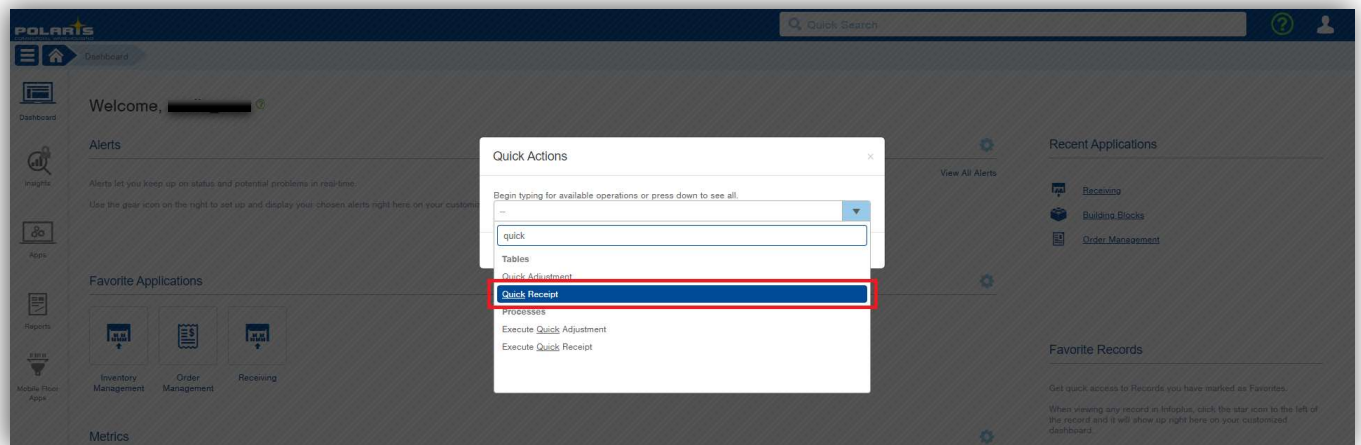 POLARIS
Quick Search
Dashboard
Dashboard
Welcome,
Alerts
View All Alerts
Alerts let you keep up on status and potential problems in real-time.
Use the gear icon on the right to set up and display your chosen alerts right here on your custom
Insights
Apps
Reports
Mobile Floor
Apps
Favorite Applications
Inventory
Management
Order
Management
Receiving
Metrics
Quick Actions
×
Begin typing for available operations or press down to see all.
--
quick
Tables
Quick Adjustment
Quick Receipt
Processes
Execute Quick Adjustment
Execute Quick Receipt
Recent Applications
Receiving
Building Blocks
Order Management
Favorite Records
Get quick access to Records you have marked as Favorites.
When viewing any record in Infoplus, click the star icon to the left of
the record and it will show up right here on your customized
dashboard.